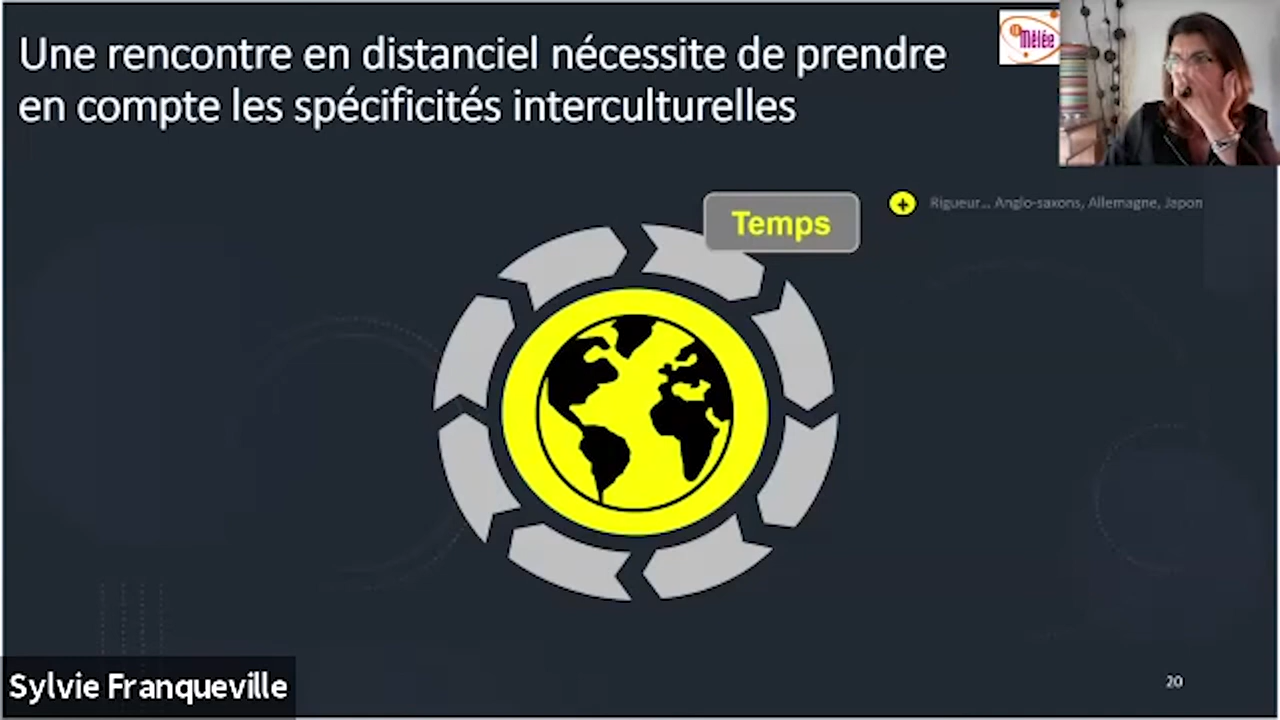 Une rencontre en distanciel nécessite de prendre
en compte les spécificités interculturelles
la Mêlée
Temps
+ Rigueur… Anglo-saxons, Allemagne, Japon
Sylvie Franqueville
20